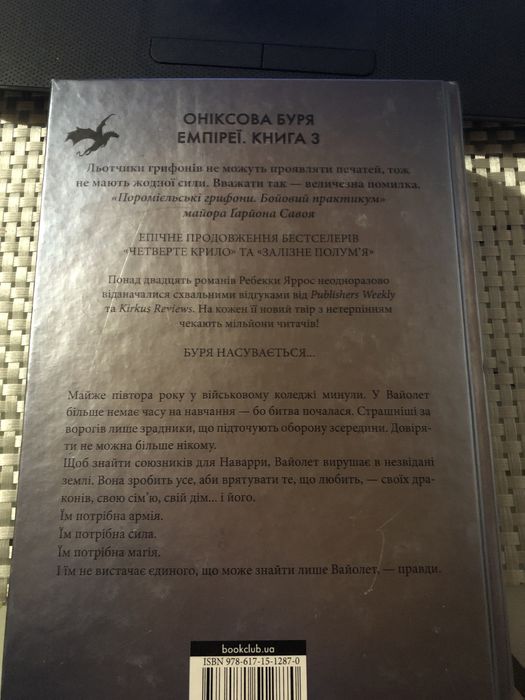 ОНІКСОВА БУРЯ
ЕМПІРЕЇ. КНИГА 3
Льотчики грифонів не можуть проявляти печатей, тож
не мають жодної сили. Вважати так — величезна помилка.
«Поромієльські грифони. Бойовий практикум»
майора Ґарйона Савоя
ЕПІЧНЕ ПРОДОВЖЕННЯ БЕСТСЕЛЕРІВ
«ЧЕТВЕРТЕ КРИЛО» ТА «ЗАЛІЗНЕ ПОЛУМ’Я»
Понад двадцять романів Ребекки Яррос неодноразово
відзначалися схвальними відгуками від Publishers Weekly
та Kirkus Reviews. На кожен її новий твір з нетерпінням
чекають мільйони читачів!
БУРЯ НАСУВАЄТЬСЯ...
Майже півтора року у військовому коледжі минули. У Вайолет
більше немає часу на навчання — бо битва почалася. Страшніші за
ворогів лише зрадники, що підточують оборону зсередини. Довіря-
ти не можна більше нікому.
Щоб знайти союзників для Наварри, Вайолет вирушає в незвідані
землі. Вона зробить усе, аби врятувати те, що любить, — своїх дра-
конів, свою сім’ю, свій дім... і його.
Їм потрібна армія.
Їм потрібна сила.
Їм потрібна магія.
І їм не вистачає єдиного, що може знайти лише Вайолет, — правди.
bookclub.ua
ISBN 978-617-15-1287-0